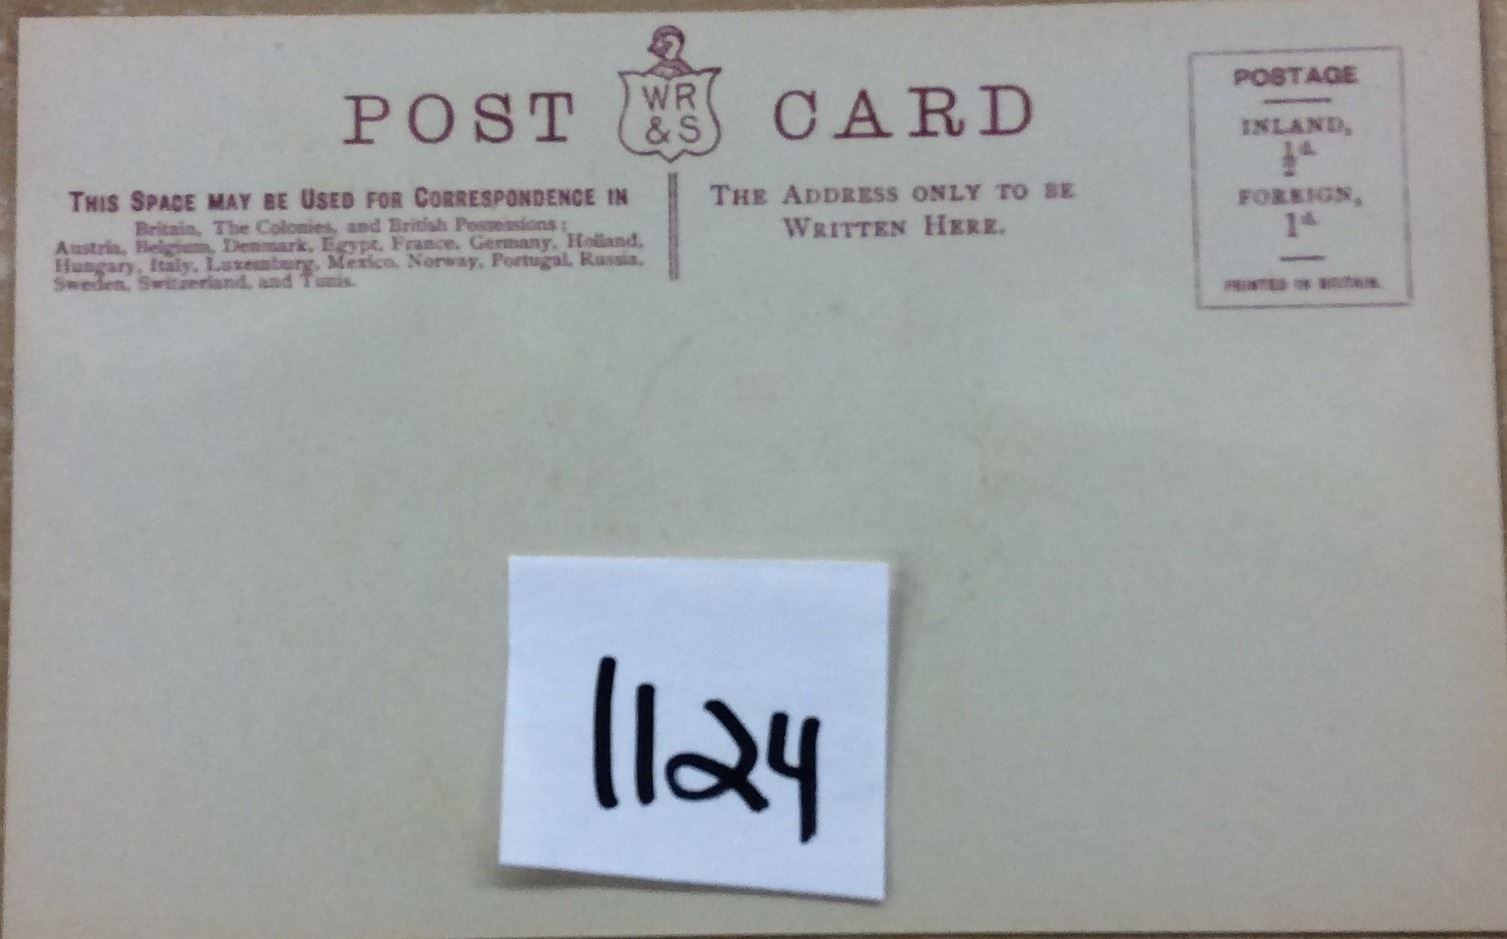 POST CARD
WR
& S
THIS SPACE MAY BE USED FOR CORRESPONDENCE IN
Britain, The Colonies, and British Possessions;
Austria, Belgium, Denmark, Egypt, France, Germany, Holland,
Hungary, Italy, Luxemburg, Mexico, Norway, Portugal, Russia,
Sweden, Switzerland, and Tunis.
THE ADDRESS ONLY TO BE
WRITTEN HERE.
POSTAGE
INLAND,
½d.
FOREIGN,
1d.
PRINTED IN BRITAIN.
1124